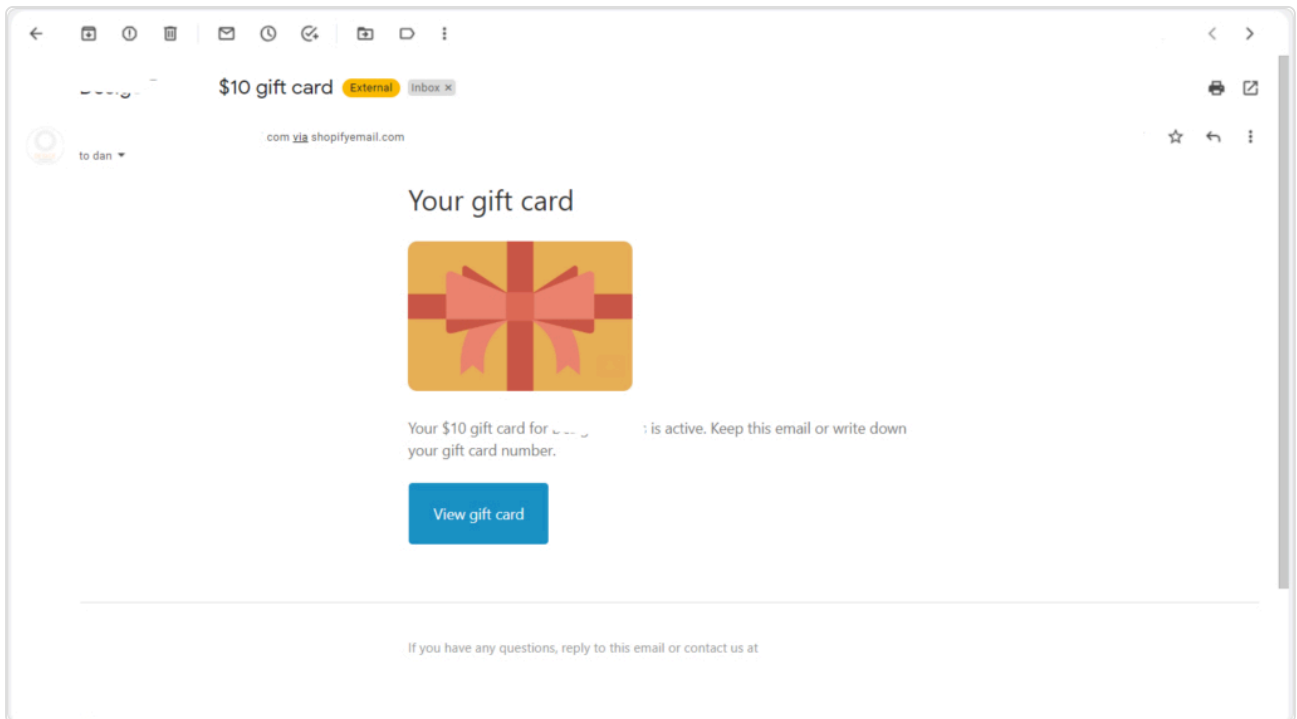 $10 gift card External Inbox ×
com via shopifyemail.com
to dan
Your gift card
Your $10 gift card for is active. Keep this email or write down
your gift card number.
View gift card
If you have any questions, reply to this email or contact us at